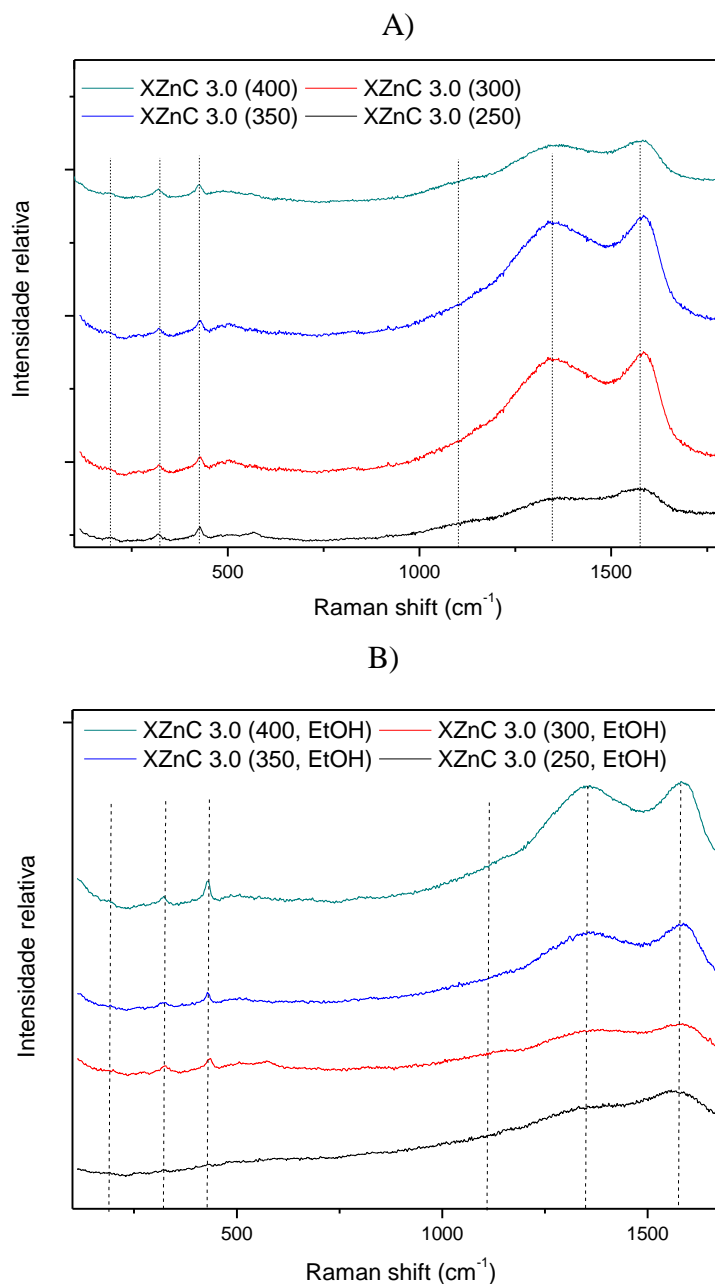 A)
XZnC 3.0 (400) XZnC 3.0 (300)
XZnC 3.0 (350) XZnC 3.0 (250)
Intensidade relativa
500 1000 1500
Raman shift (cm⁻¹)
B)
XZnC 3.0 (400, EtOH) XZnC 3.0 (300, EtOH)
XZnC 3.0 (350, EtOH) XZnC 3.0 (250, EtOH)
Intensidade relativa
500 1000 1500
Raman shift (cm⁻¹)